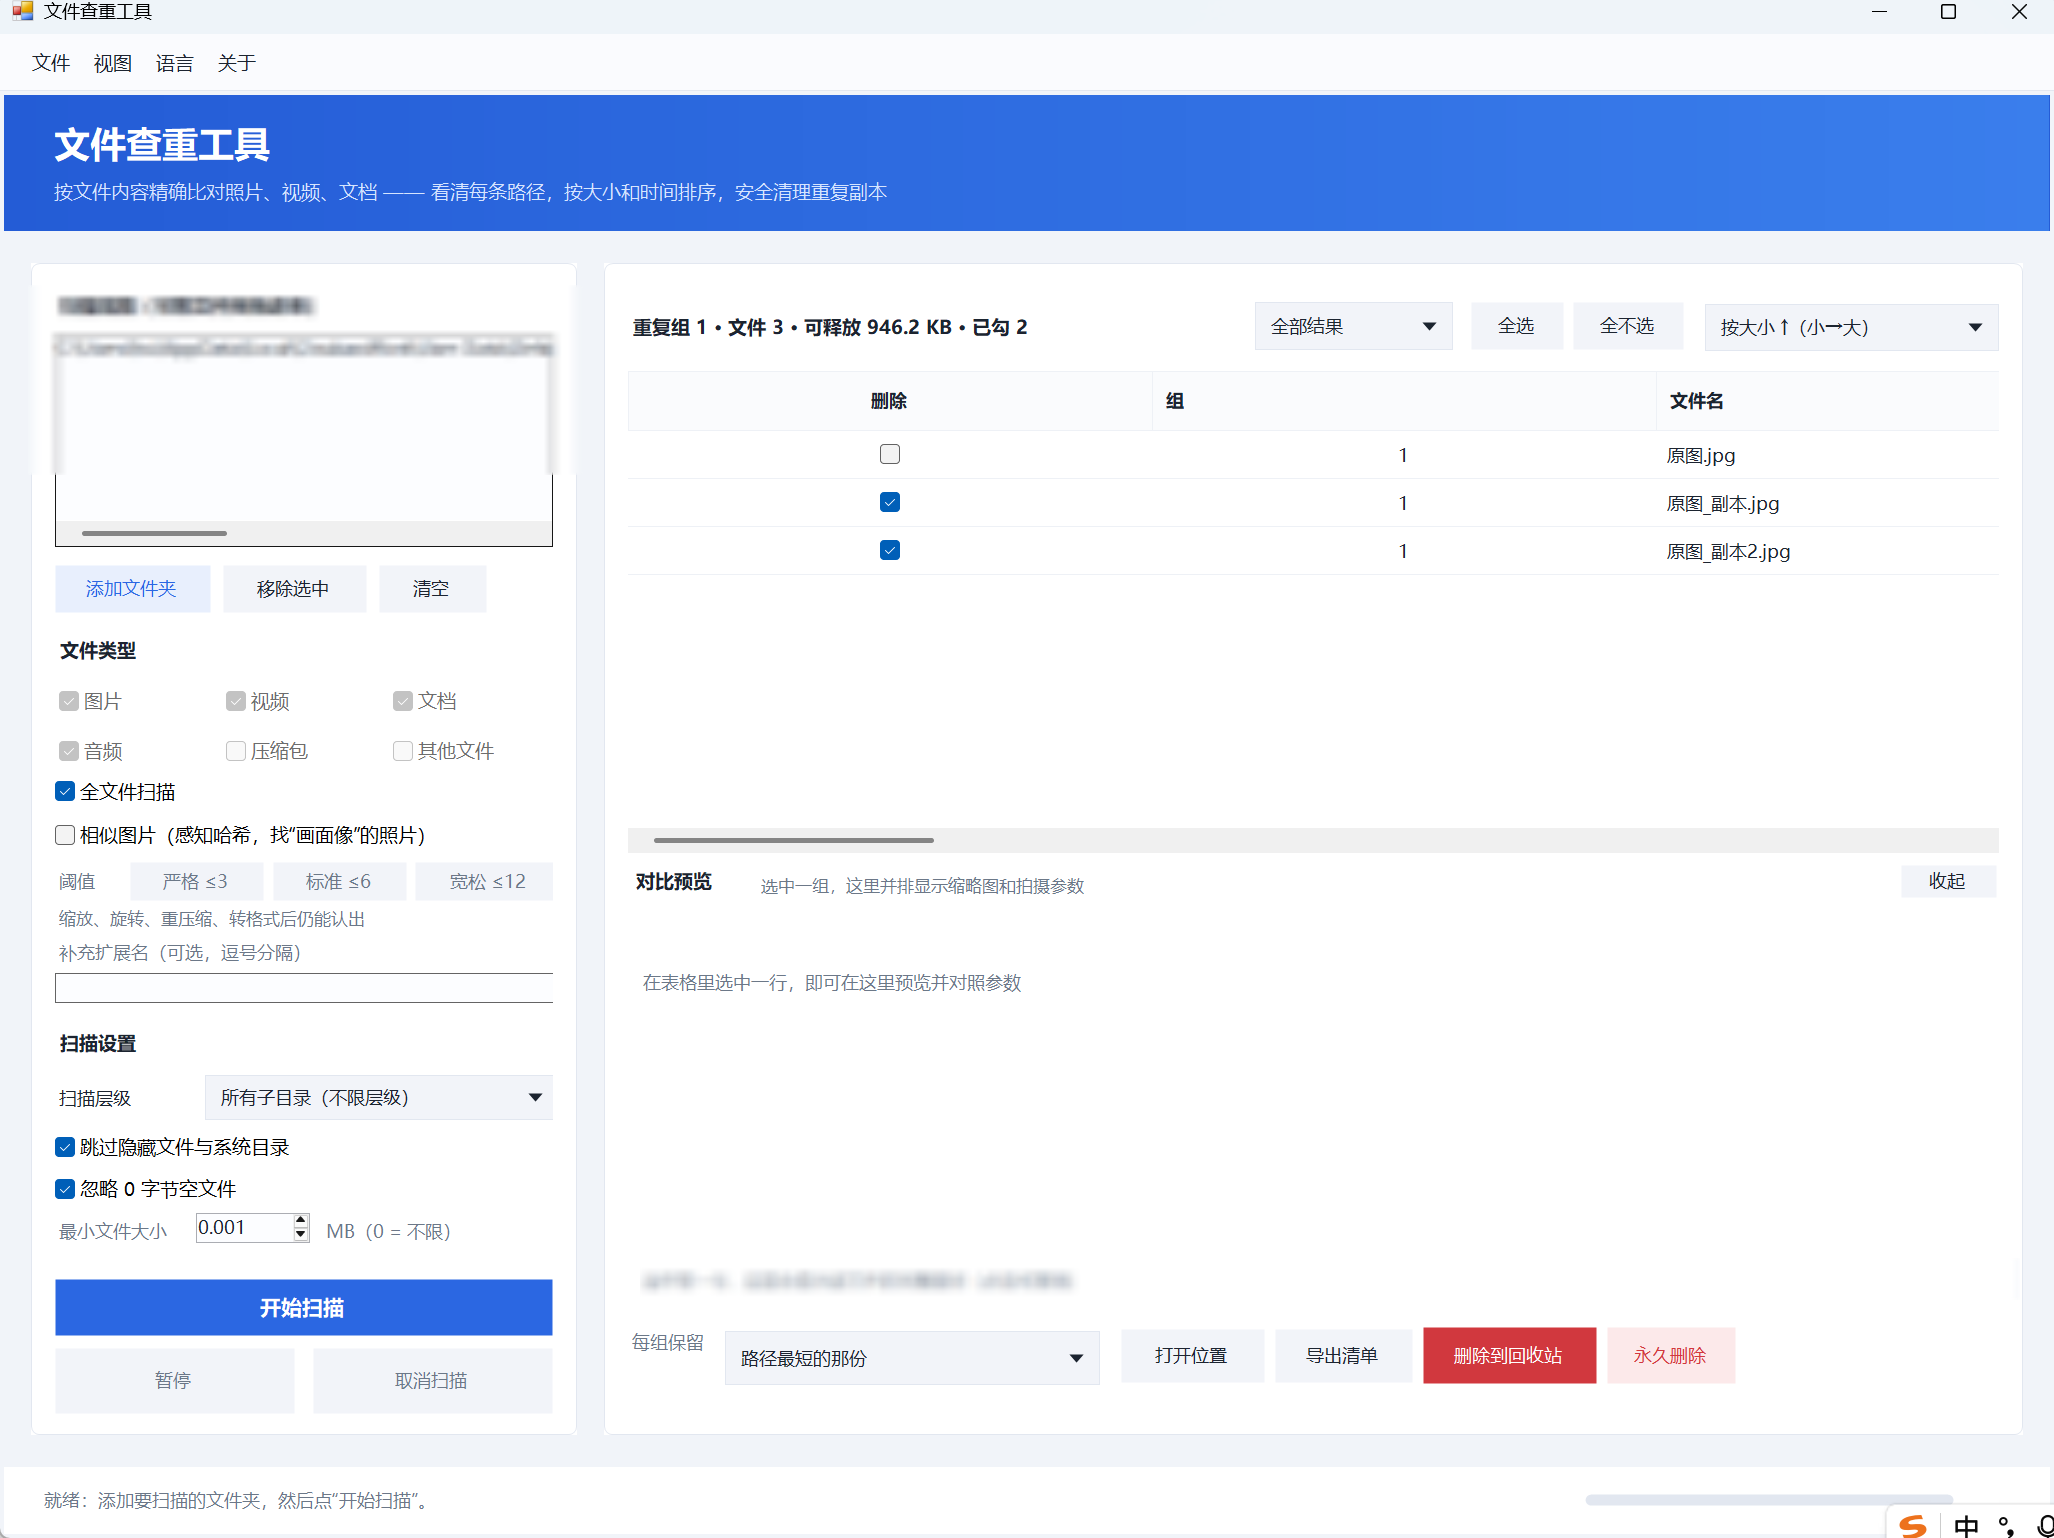 文件查重工具
文件 视图 语言 关于
文件查重工具
按文件内容精确比对照片、视频、文档 —— 看清每条路径，按大小和时间排序，安全清理重复副本
添加文件夹 移除选中 清空
文件类型
图片 视频 文档
音频 压缩包 其他文件
全文件扫描
相似图片（感知哈希，找“画面像”的照片）
阈值 严格 ≤3 标准 ≤6 宽松 ≤12
缩放、旋转、重压缩、转格式后仍能认出
补充扩展名（可选，逗号分隔）
扫描设置
扫描层级 所有子目录（不限层级）
跳过隐藏文件与系统目录
忽略 0 字节空文件
最小文件大小 0.001 MB（0 = 不限）
开始扫描
暂停 取消扫描
重复组 1 • 文件 3 • 可释放 946.2 KB • 已勾 2 全部结果 全选 全不选 按大小 ↑（小→大）
删除 组 文件名
1 原图.jpg
1 原图_副本.jpg
1 原图_副本2.jpg
对比预览 选中一组，这里并排显示缩略图和拍摄参数 收起
在表格里选中一行，即可在这里预览并对照参数
每组保留 路径最短的那份 打开位置 导出清单 删除到回收站 永久删除
就绪：添加要扫描的文件夹，然后点“开始扫描”。
中